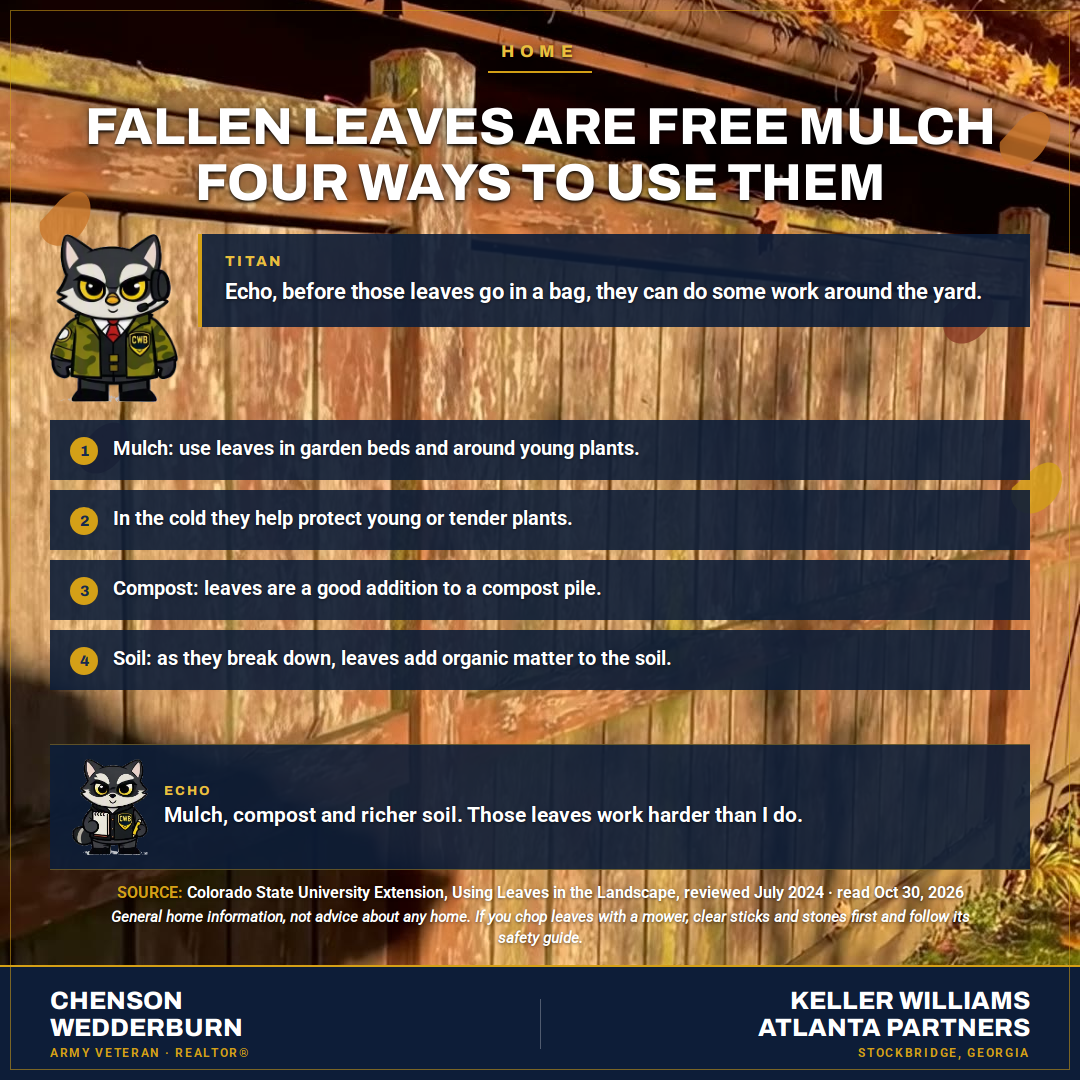 HOME
FALLEN LEAVES ARE FREE MULCH
FOUR WAYS TO USE THEM
TITAN
Echo, before those leaves go in a bag, they can do some work around the yard.
CWB
1 Mulch: use leaves in garden beds and around young plants.
2 In the cold they help protect young or tender plants.
3 Compost: leaves are a good addition to a compost pile.
4 Soil: as they break down, leaves add organic matter to the soil.
ECHO
Mulch, compost and richer soil. Those leaves work harder than I do.
CWB
SOURCE: Colorado State University Extension, Using Leaves in the Landscape, reviewed July 2024 · read Oct 30, 2026
General home information, not advice about any home. If you chop leaves with a mower, clear sticks and stones first and follow its
safety guide.
CHENSON
WEDDERBURN
ARMY VETERAN · REALTOR®
KELLER WILLIAMS
ATLANTA PARTNERS
STOCKBRIDGE, GEORGIA